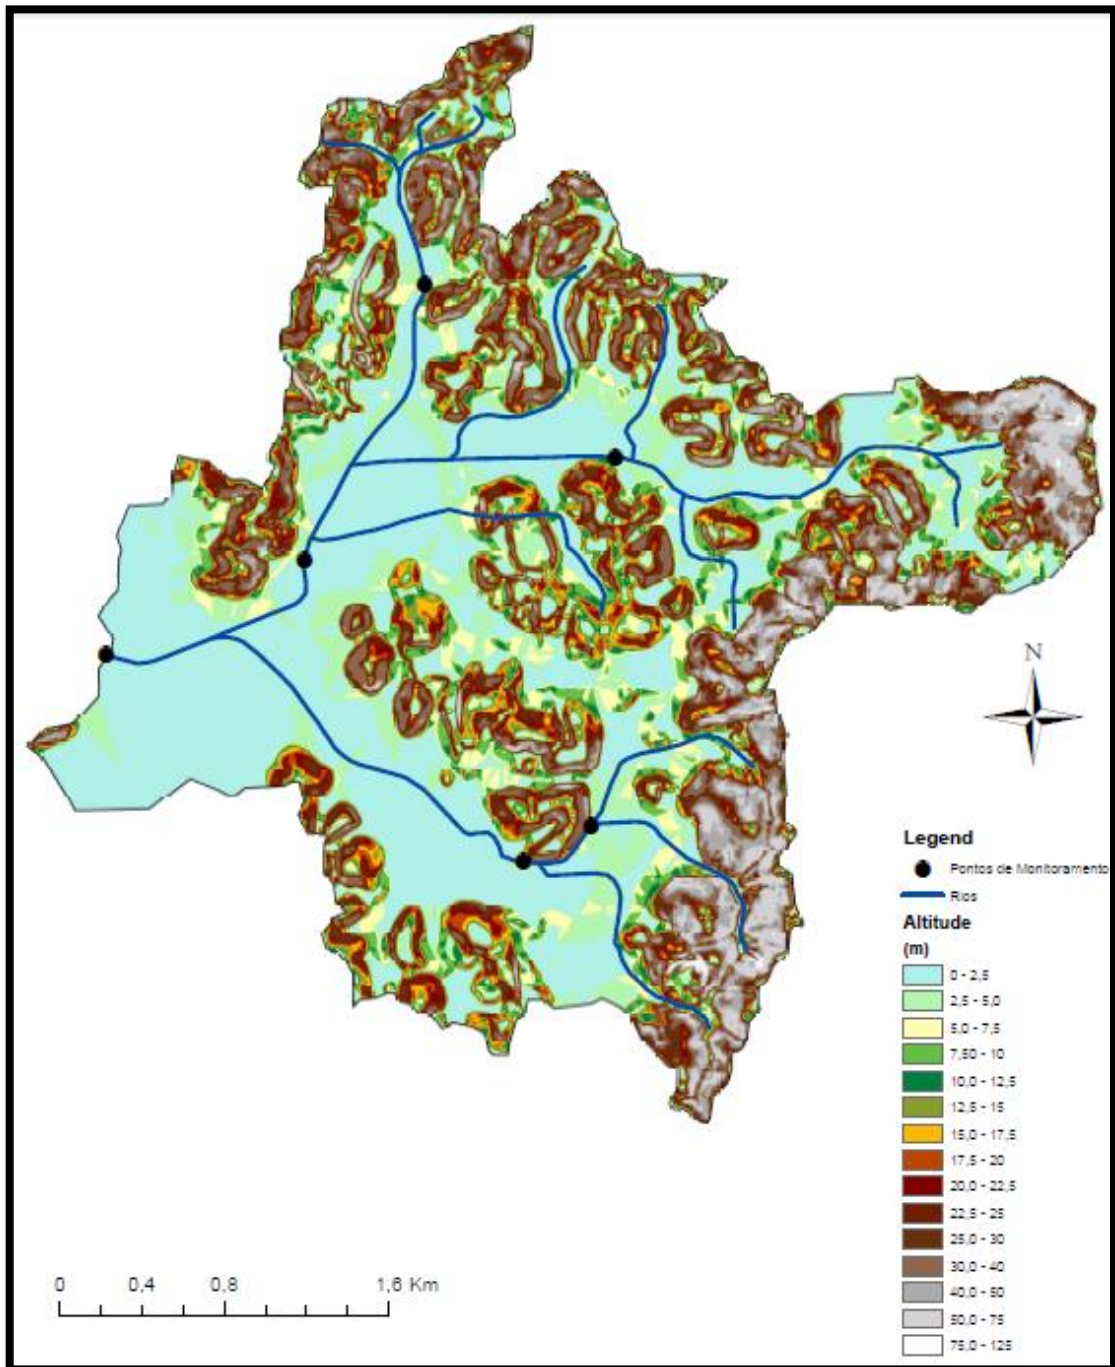 N
Legend
Pontos de Monitoramento
Rios
Altitude
(m)
0 - 2,5
2,5 - 5,0
5,0 - 7,5
7,50 - 10
10,0 - 12,5
12,5 - 15
15,0 - 17,5
17,5 - 20
20,0 - 22,5
22,5 - 25
25,0 - 30
30,0 - 40
40,0 - 50
50,0 - 75
75,0 - 125
0 0,4 0,8 1,6 Km